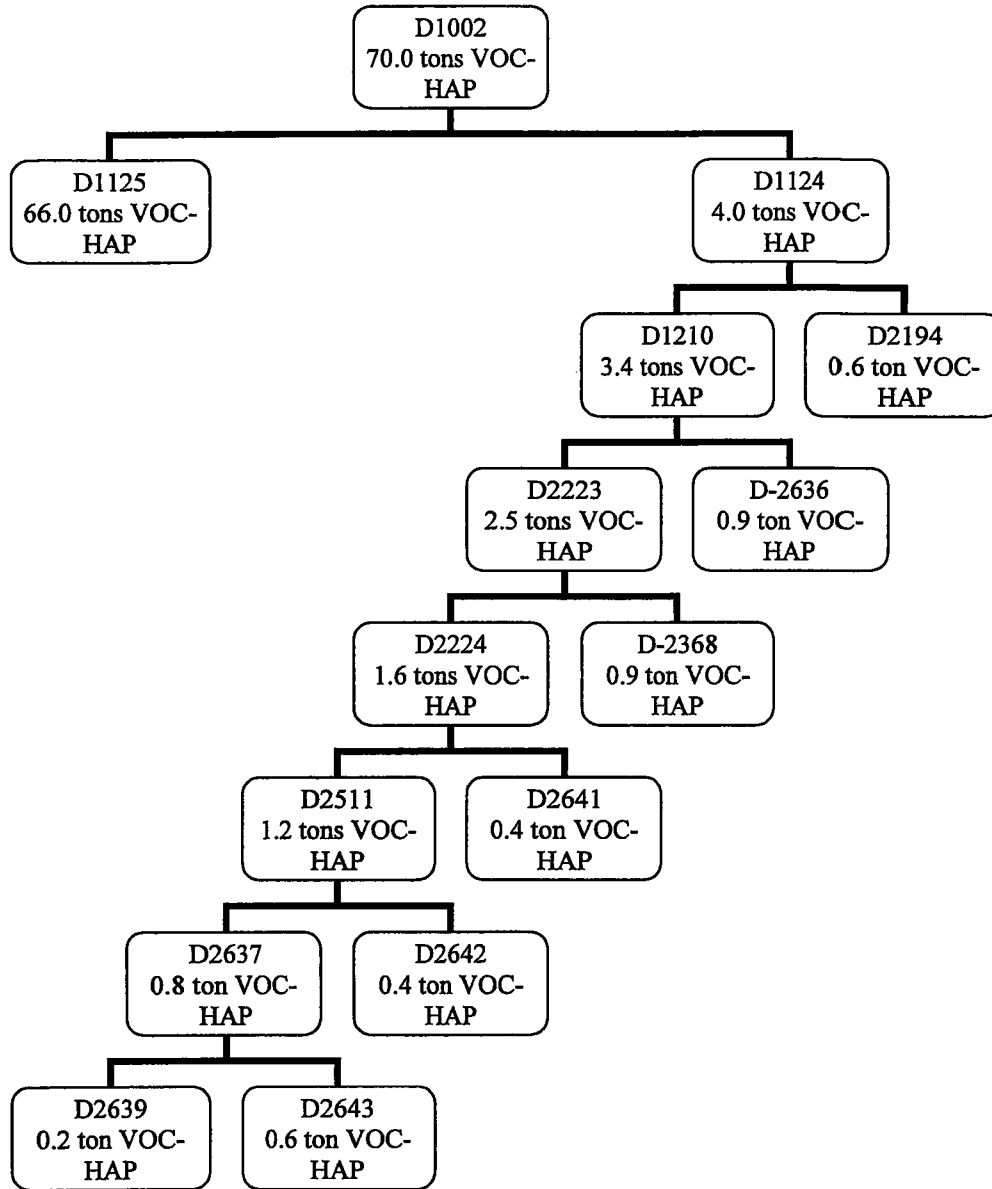 D1002
70.0 tons VOC-
HAP
D1125
66.0 tons VOC-
HAP
D1124
4.0 tons VOC-
HAP
D1210
3.4 tons VOC-
HAP
D2194
0.6 ton VOC-
HAP
D2223
2.5 tons VOC-
HAP
D-2636
0.9 ton VOC-
HAP
D2224
1.6 tons VOC-
HAP
D-2368
0.9 ton VOC-
HAP
D2511
1.2 tons VOC-
HAP
D2641
0.4 ton VOC-
HAP
D2637
0.8 ton VOC-
HAP
D2642
0.4 ton VOC-
HAP
D2639
0.2 ton VOC-
HAP
D2643
0.6 ton VOC-
HAP